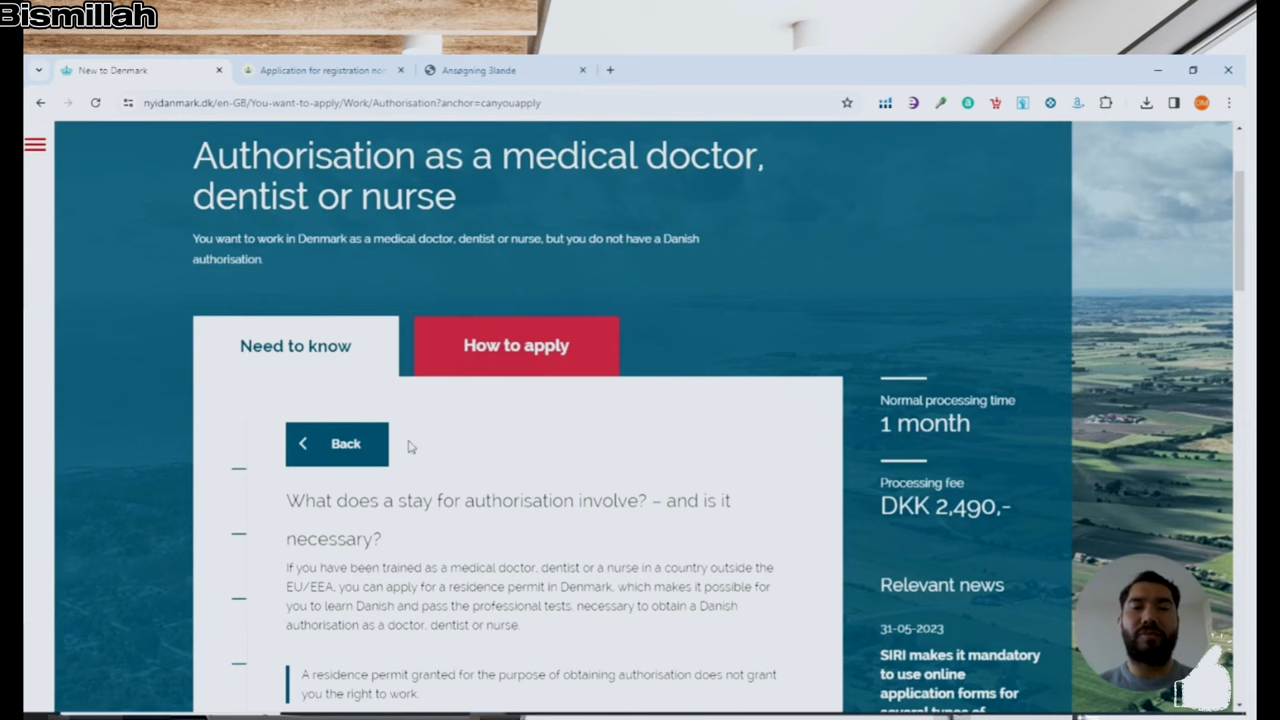 Bismillah
New to Denmark
Application for registration no
Ansøgning 3lande
nyidanmark.dk/en-GB/You-want-to-apply/Work/Authorisation?anchor=canyouapply
OM
Authorisation as a medical doctor,
dentist or nurse
You want to work in Denmark as a medical doctor, dentist or nurse, but you do not have a Danish
authorisation.
Need to know
How to apply
Back
What does a stay for authorisation involve? – and is it
necessary?
If you have been trained as a medical doctor, dentist or a nurse in a country outside the
EU/EEA, you can apply for a residence permit in Denmark, which makes it possible for
you to learn Danish and pass the professional tests, necessary to obtain a Danish
authorisation as a doctor, dentist or nurse.
A residence permit granted for the purpose of obtaining authorisation does not grant
you the right to work.
Normal processing time
1 month
Processing fee
DKK 2,490,-
Relevant news
31-05-2023
SIRI makes it mandatory
to use online
application forms for
several types of